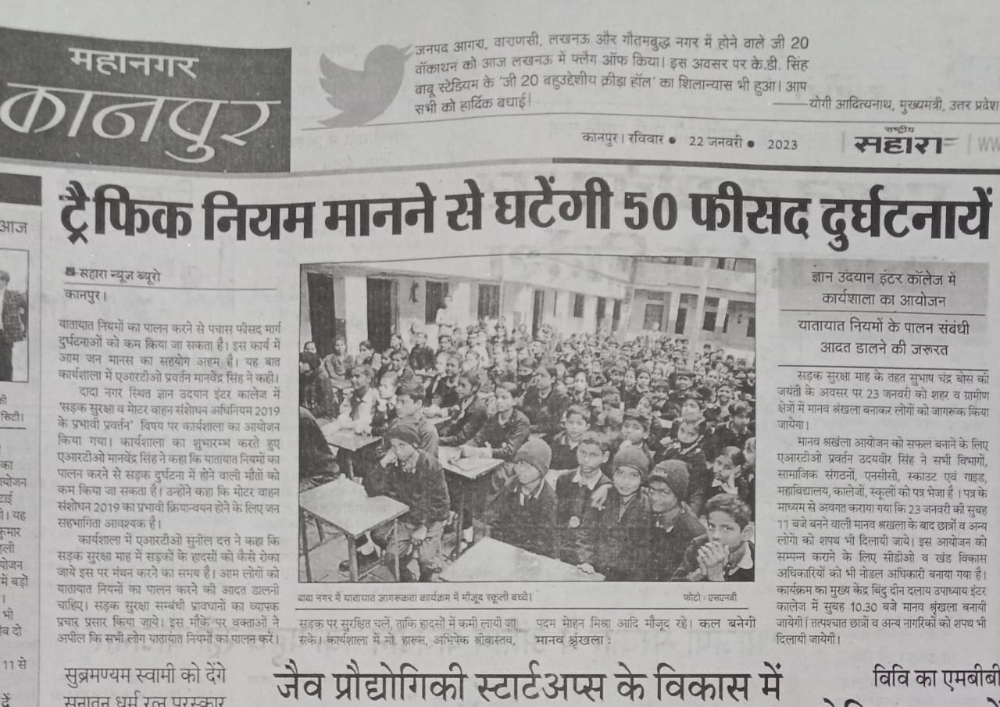 महानगर
कानपुर
जनपद आगरा, वाराणसी, लखनऊ और गौतमबुद्ध नगर में होने वाले जी 20
वॉकाथन को आज लखनऊ में फ्लैग ऑफ किया। इस अवसर पर के.डी. सिंह
बाबू स्टेडियम के 'जी 20 बहुउद्देशीय क्रीड़ा हॉल' का शिलान्यास भी हुआ। आप
सभी को हार्दिक बधाई!
—योगी आदित्यनाथ, मुख्यमंत्री, उत्तर प्रदेश
कानपुर। रविवार ● 22 जनवरी ● 2023
राष्ट्रीय
सहारा
WW
ट्रैफिक नियम मानने से घटेंगी 50 फीसद दुर्घटनायें
सहारा न्यूज ब्यूरो
कानपुर।
यातायात नियमों का पालन करने से पचास फीसद मार्ग
दुर्घटनाओं को कम किया जा सकता है। इस कार्य में
आम जन मानस का सहयोग अहम है। यह बात
कार्यशाला में एआरटीओ प्रवर्तन मानवेंद्र सिंह ने कही।
दादा नगर स्थित ज्ञान उदयान इंटर कालेज में
'सड़क सुरक्षा व मेाटर वाहन संशोधन अधिनियम 2019
के प्रभावी प्रवर्तन' विषय पर कार्यशाला का आयोजन
किया गया। कार्यशाला का शुभारम्भ करते हुए
एआरटीओ मानवेंद्र सिंह ने कहा कि यातायात नियमों का
पालन करने से सड़क दुर्घटना में होने वाली मौतों को
कम किया जा सकता है। उन्होंने कहा कि मोटर वाहन
संशोधन 2019 का प्रभावी क्रियान्वयन होने के लिए जन
सहभागिता आवश्यक है।
कार्यशाला में एआरटीओ सुनील दत्त ने कहा कि
सड़क सुरक्षा माह में सड़कों के हादसों को कैसे रोका
जाये इस पर मंथन करने का समय है। आम लोगों को
यातायात नियमों का पालन करने की आदत डालनी
चाहिए। सड़क सुरक्षा सम्बंधी प्रावधानों का व्यापक
प्रचार प्रसार किया जाये। इस मौके पर वक्ताओं ने
अपील कि सभी लोग यातायात नियमों का पालन करें।
दादा नगर में यातायात जागरुकता कार्यक्रम में मौजूद स्कूली बच्चे।
फोटो : एसएनबी
सड़क पर सुरक्षित चलें, ताकि हादसों में कमी लायी जा
सके। कार्यशाला में मो. हारून, अभिषेक श्रीवास्तव,
पदम मोहन मिश्रा आदि मौजूद रहे। कल बनेगी
मानव श्रृंखला :
ज्ञान उदयान इंटर कॉलेज में
कार्यशाला का आयोजन
यातायात नियमों के पालन संबंधी
आदत डालने की जरूरत
सड़क सुरक्षा माह के तहत सुभाष चंद्र बोस की
जयंती के अवसर पर 23 जनवरी को शहर व ग्रामीण
क्षेत्रों में मानव श्रंखला बनाकर लोगों को जागरूक किया
जायेगा।
मानव श्रखंला आयोजन को सफल बनाने के लिए
एआरटीओ प्रवर्तन उदयवीर सिंह ने सभी विभागों,
सामाजिक संगठनों, एनसीसी, स्काउट एवं गाइड,
महाविद्यालय, कालेजों, स्कूलों को पत्र भेजा है । पत्र के
माध्यम से अवगत कराया गया कि 23 जनवरी की सुबह
11 बजे बनने वाली मानव श्रखला के बाद छात्रों व अन्य
लोगों को शपथ भी दिलायी जाये। इस आयोजन को
सम्पन्न कराने के लिए सीडीओ व खंड विकास
अधिकारियों को भी नोडल अधिकारी बनाया गया है।
कार्यक्रम का मुख्य केंद्र बिंदु दीन दलाय उपाध्याय इंटर
कालेज में सुबह 10.30 बजे मानव श्रृंखला बनायी
जायेगी। तत्पश्चात छात्रों व अन्य नागरिकों को शपथ भी
दिलायी जायेगी।
आज
सिटी।
का
यह
कुमार
में बड़ों
भी
दो
11 से
सुब्रमण्यम स्वामी को देंगे
सनातन धर्म रत्न पुरस्कार
जैव प्रौद्योगिकी स्टार्टअप्स के विकास में
विवि का एमबीबी